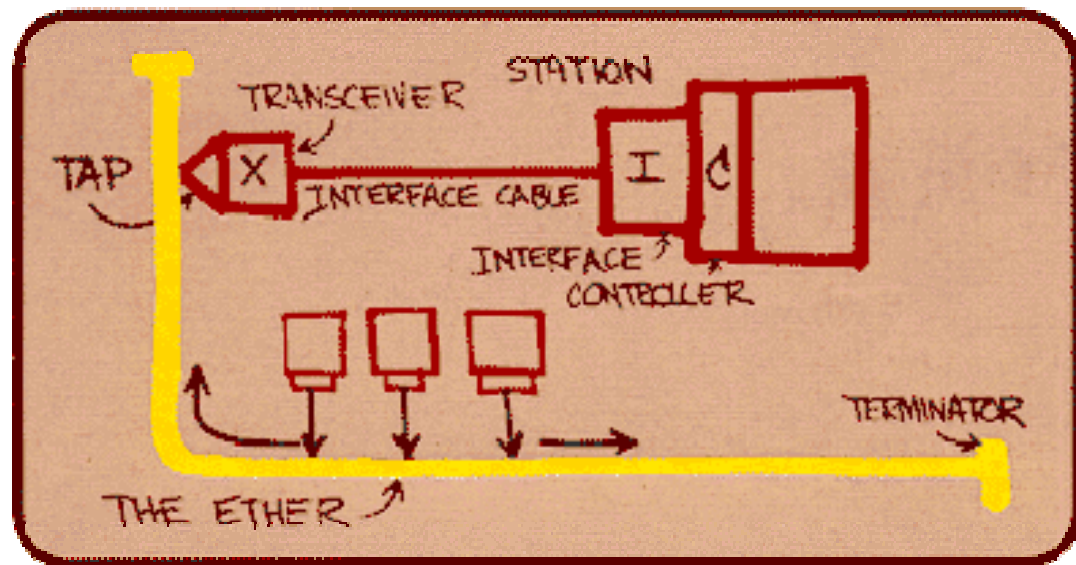 STATION
TRANSCEIVER
TAP
X
I
C
INTERFACE CABLE
INTERFACE
CONTROLLER
TERMINATOR
THE ETHER